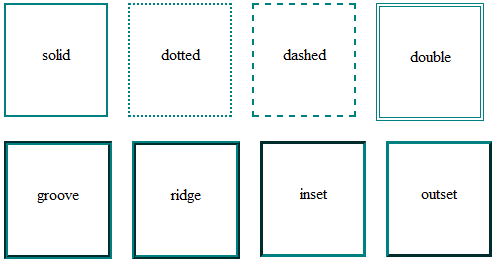 solid dotted dashed double
groove ridge inset outset